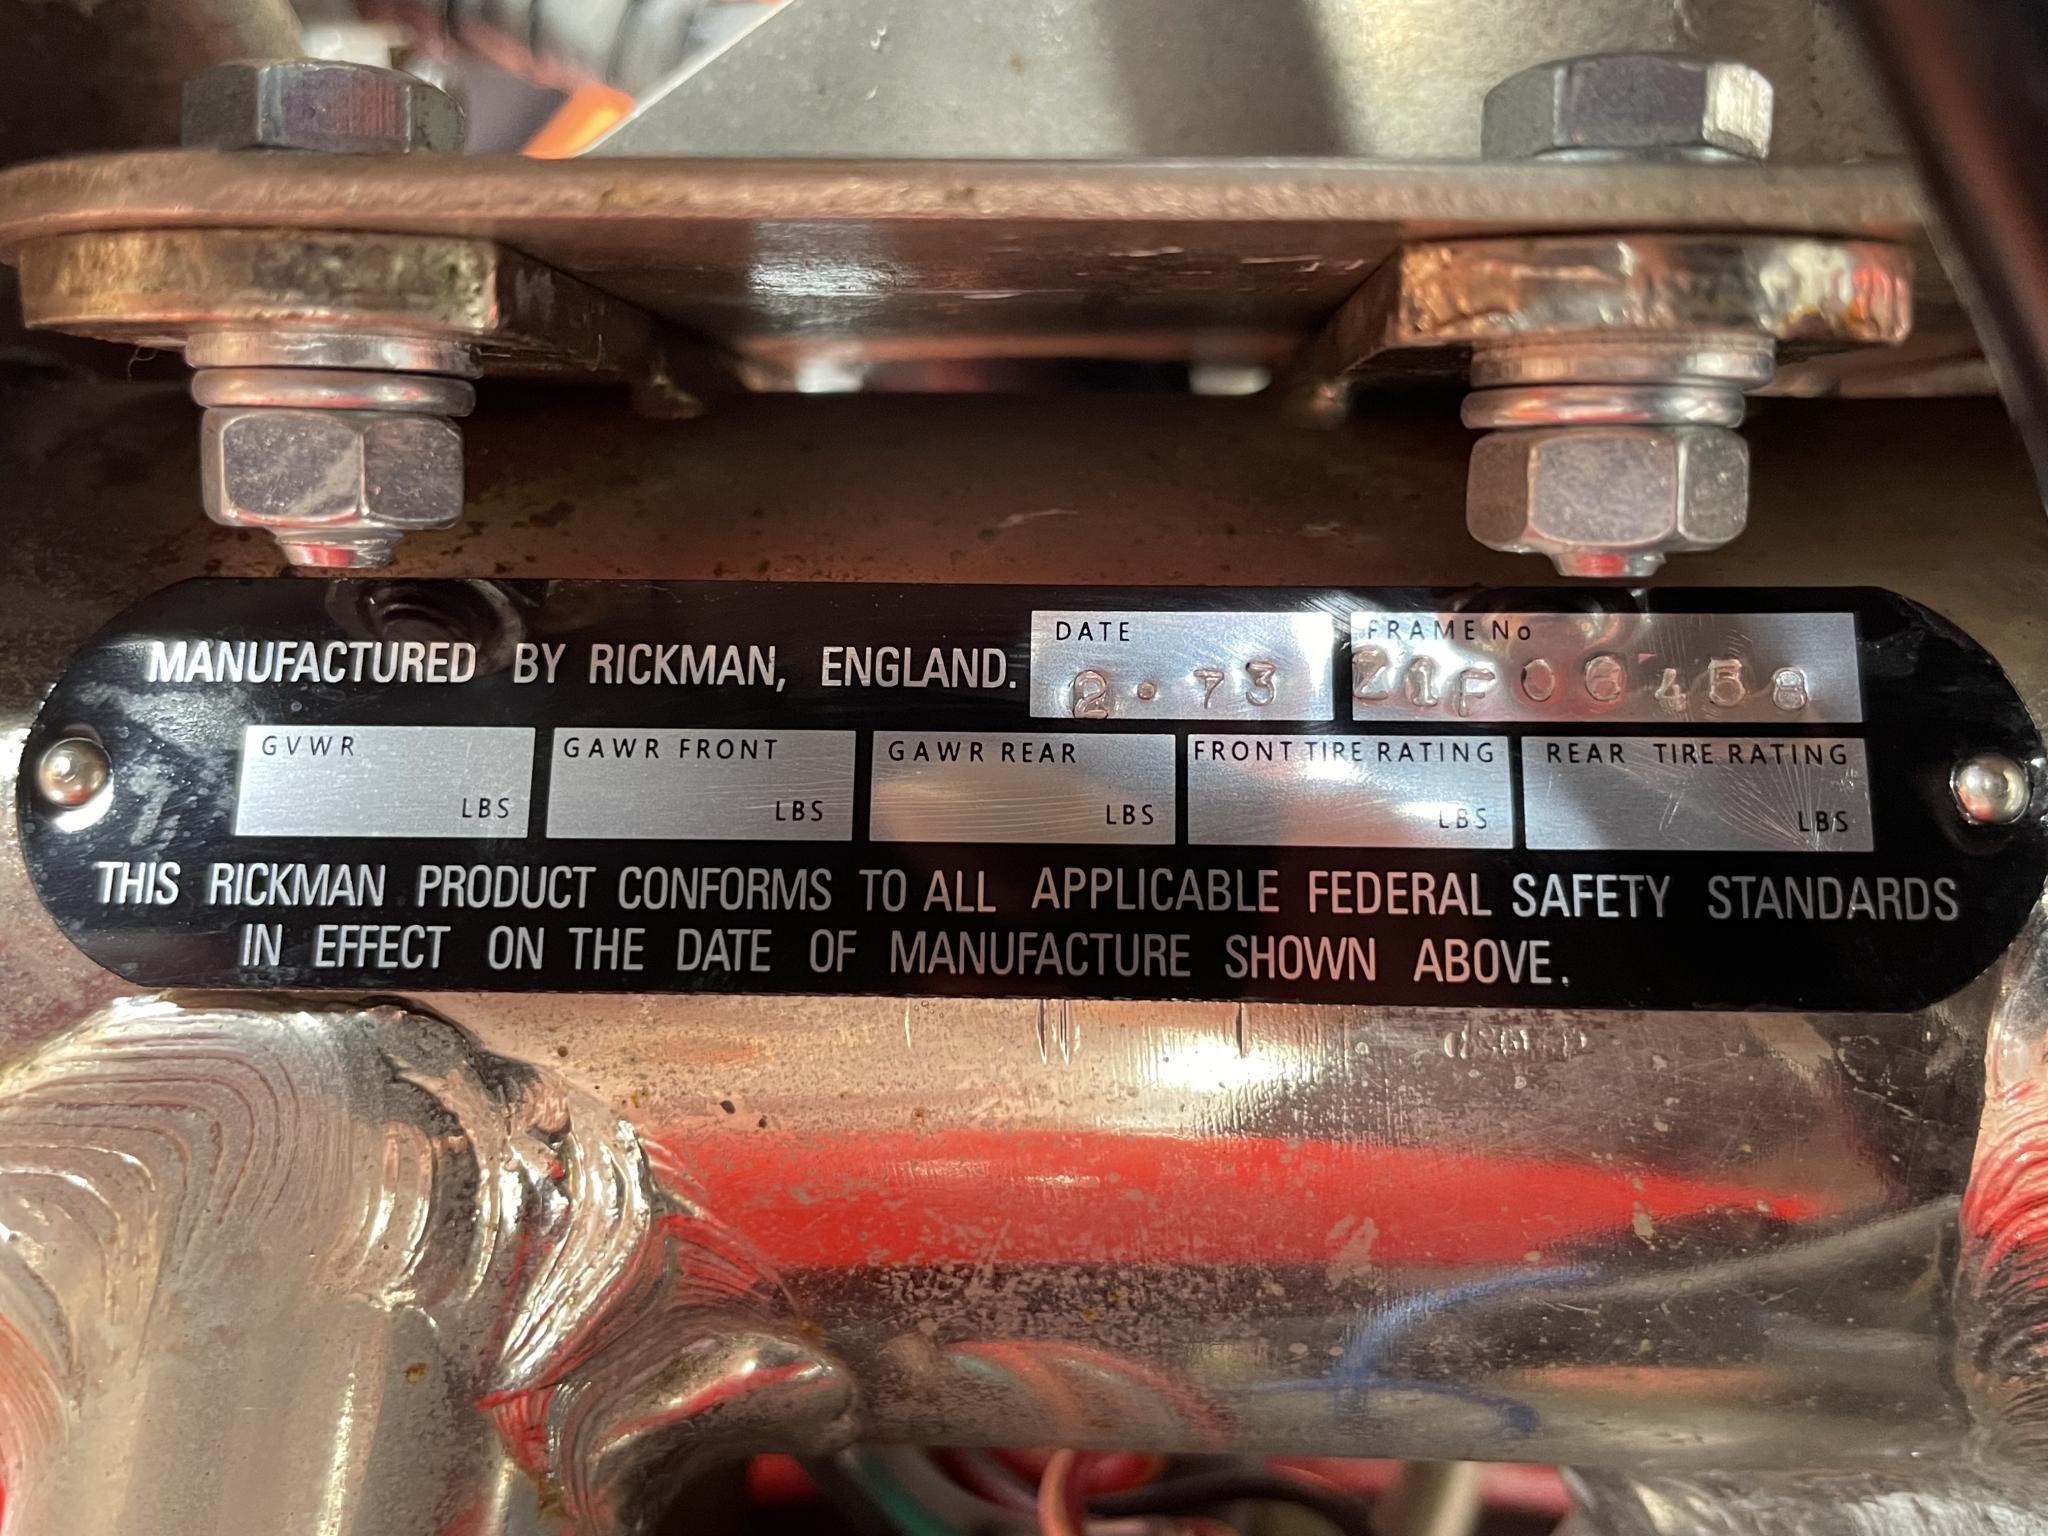 MANUFACTURED BY RICKMAN, ENGLAND.
DATE
2·73
FRAME No
Z1F06458
GVWR
LBS
GAWR FRONT
LBS
GAWR REAR
LBS
FRONT TIRE RATING
LBS
REAR TIRE RATING
LBS
THIS RICKMAN PRODUCT CONFORMS TO ALL APPLICABLE FEDERAL SAFETY STANDARDS
IN EFFECT ON THE DATE OF MANUFACTURE SHOWN ABOVE.